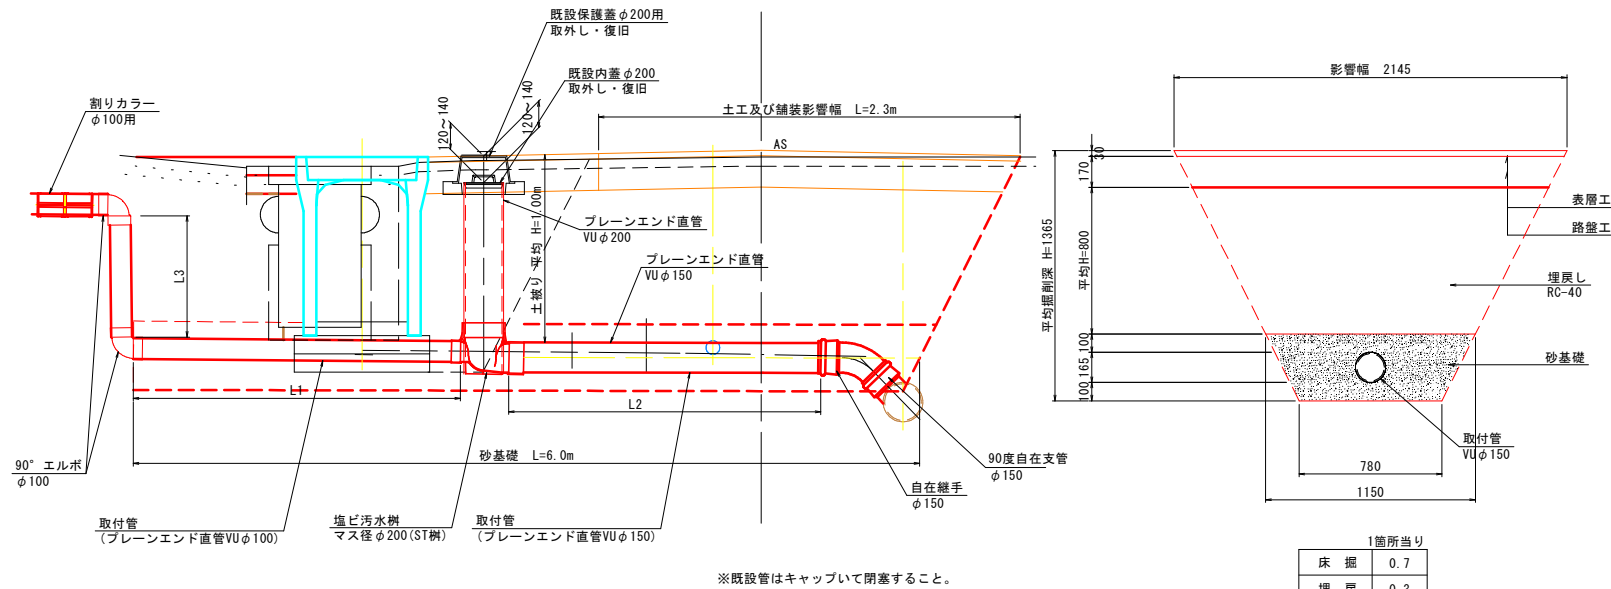 既設保護蓋φ200用
取外し・復旧
既設内蓋φ200
取外し・復旧
120～140
120～140
割りカラー
φ100用
土工及び舗装影響幅 L=2.3m
AS
プレーンエンド直管
VUφ200
土被り 平均 H=1.00m
プレーンエンド直管
VUφ150
L3
L1
L2
砂基礎 L=6.0m
90°エルボ
φ100
取付管
(プレーンエンド直管VUφ100)
塩ビ汚水桝
マス径φ200(ST桝)
取付管
(プレーンエンド直管VUφ150)
自在継手
φ150
90度自在支管
φ150
※既設管はキャップいて閉塞すること。
影響幅 2145
30
170
平均H=800
100
165
100
平均掘削深 H=1365
表層工
路盤工
埋戻し
RC-40
砂基礎
取付管
VUφ150
780
1150
1箇所当り
床 掘 0.7